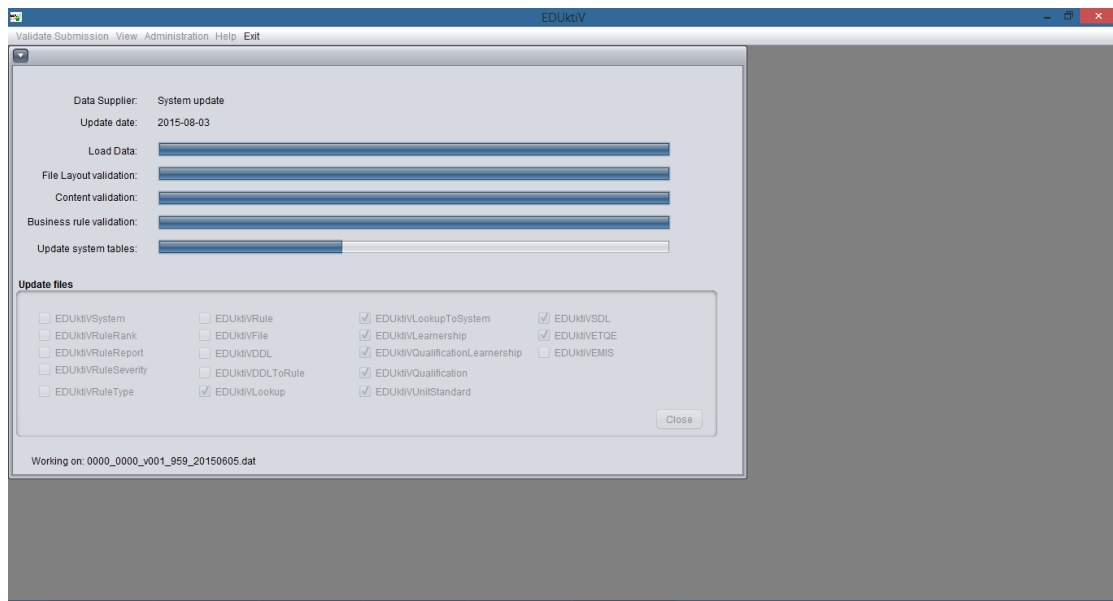 EDUktiV
Validate Submission View Administration Help Exit
Data Supplier: System update
Update date: 2015-08-03
Load Data:
File Layout validation:
Content validation:
Business rule validation:
Update system tables:
Update files
EDUktiVSystem EDUktiVRule EDUktiVLookupToSystem EDUktiVSDL
EDUktiVRuleRank EDUktiVFile EDUktiVLearnership EDUktiVETQE
EDUktiVRuleReport EDUktiVDDL EDUktiVQualificationLearnership EDUktiVEMIS
EDUktiVRuleSeverity EDUktiVDDLToRule EDUktiVQualification
EDUktiVRuleType EDUktiVLookup EDUktiVUnitStandard
Close
Working on: 0000_0000_v001_959_20150605.dat